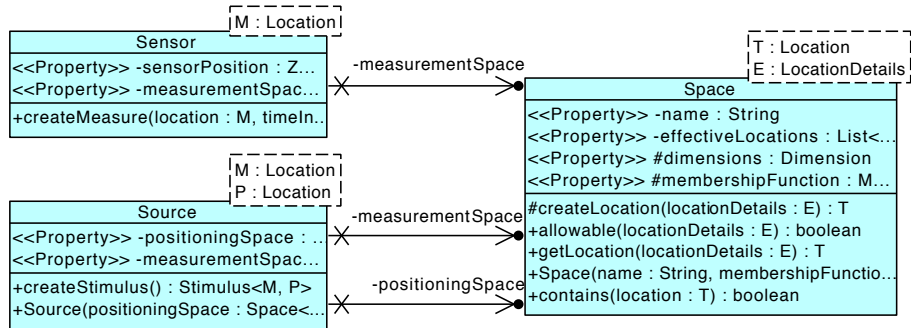 M : Location
Sensor
<<Property>> -sensorPosition : Z...
<<Property>> -measurementSpac...
+createMeasure(location : M, timeIn...
-measurementSpace
T : Location
E : LocationDetails
Space
<<Property>> -name : String
<<Property>> -effectiveLocations : List<...
<<Property>> #dimensions : Dimension
<<Property>> #membershipFunction : M...
#createLocation(locationDetails : E) : T
+allowable(locationDetails : E) : boolean
+getLocation(locationDetails : E) : T
+Space(name : String, membershipFunctio...
+contains(location : T) : boolean
M : Location
P : Location
Source
<<Property>> -positioningSpace : ...
<<Property>> -measurementSpac...
+createStimulus() : Stimulus<M, P>
+Source(positioningSpace : Space<...
-measurementSpace
-positioningSpace